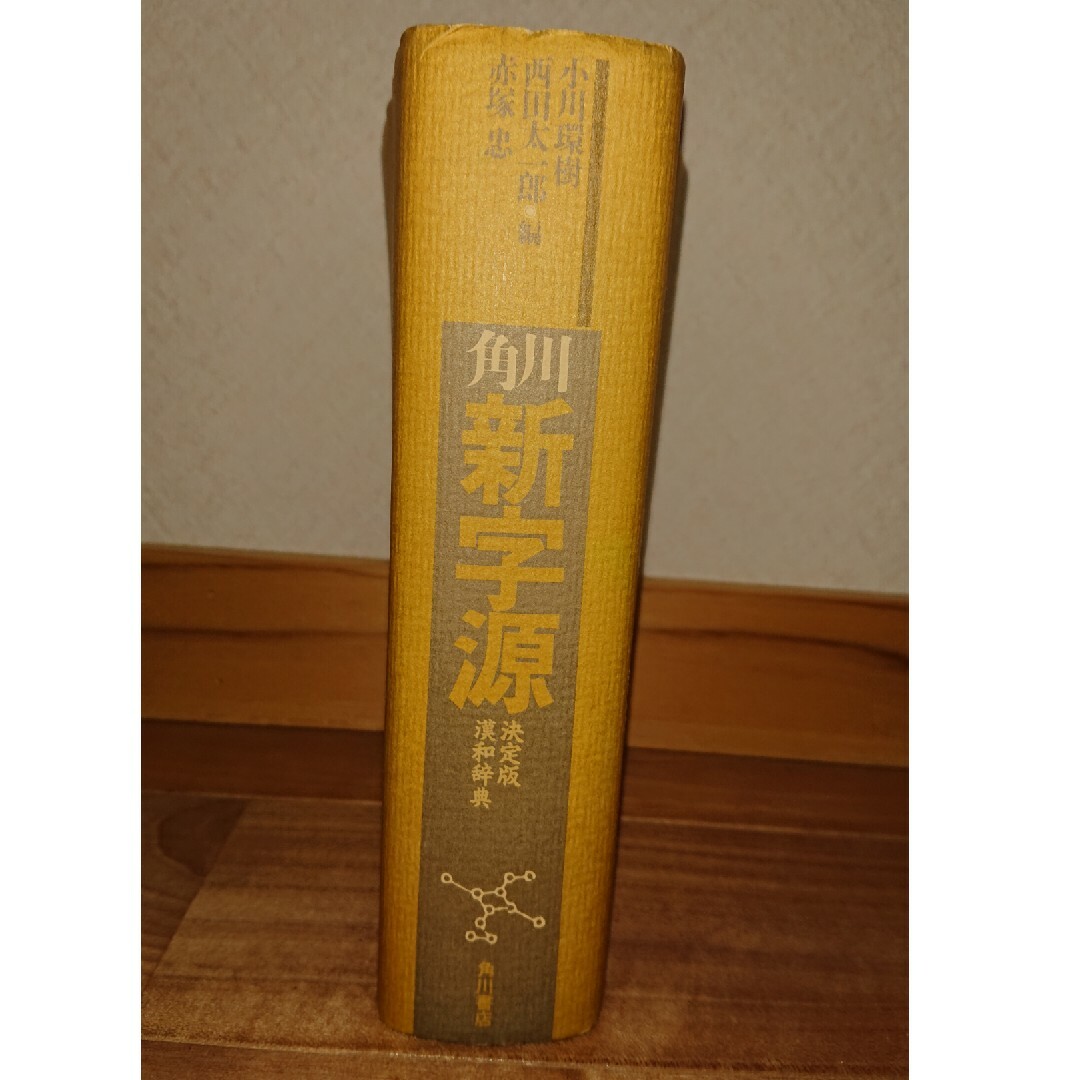 小川環樹
西田太一郎・編
赤塚忠
角川
新字源
決定版
漢和辞典
角川書店